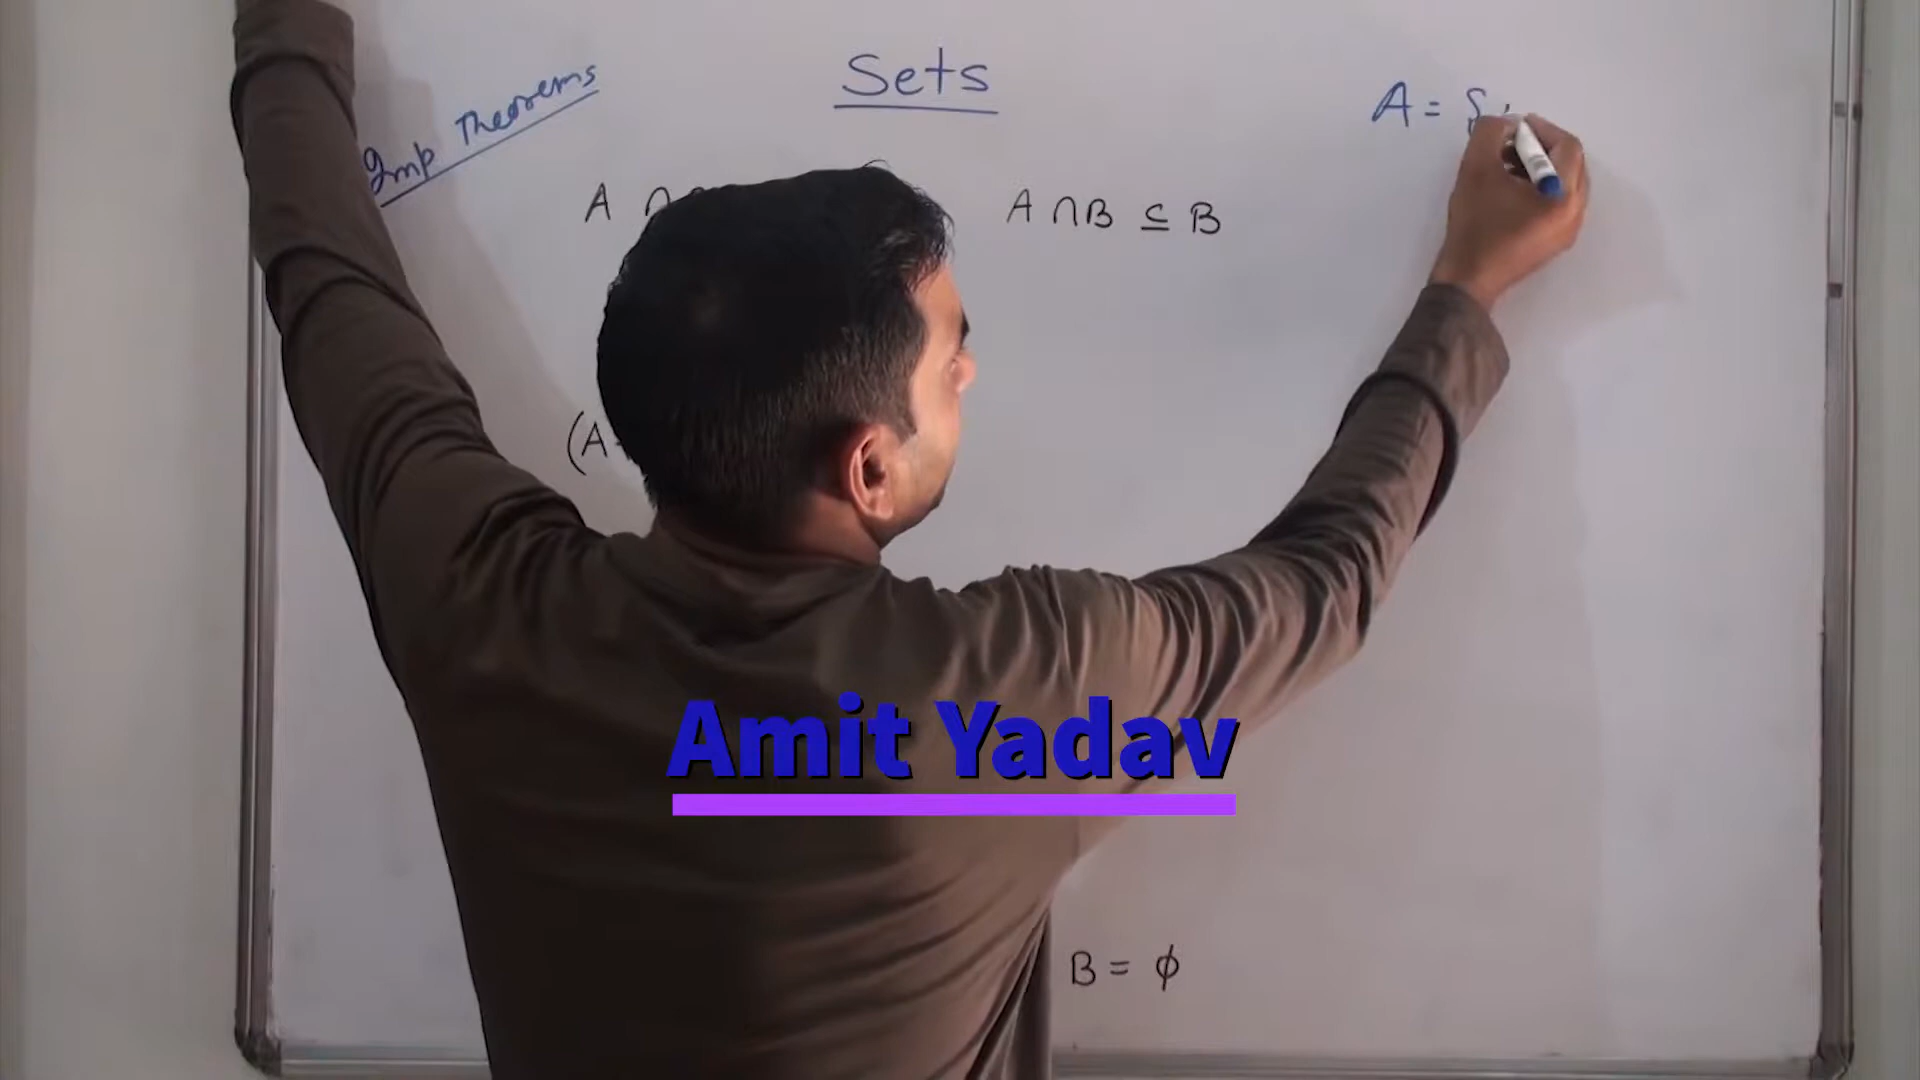 Sets
Imp Theorems
A = {
A ∩
A ∩ B ⊆ B
(A
Amit Yadav
B = ϕ